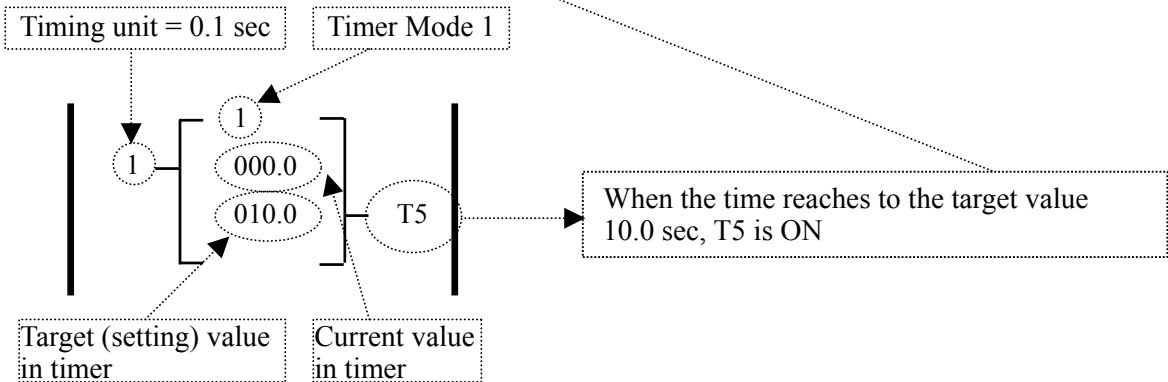 Timing unit = 0.1 sec
Timer Mode 1
1
1
000.0
010.0
T5
When the time reaches to the target value
10.0 sec, T5 is ON
Target (setting) value
in timer
Current value
in timer